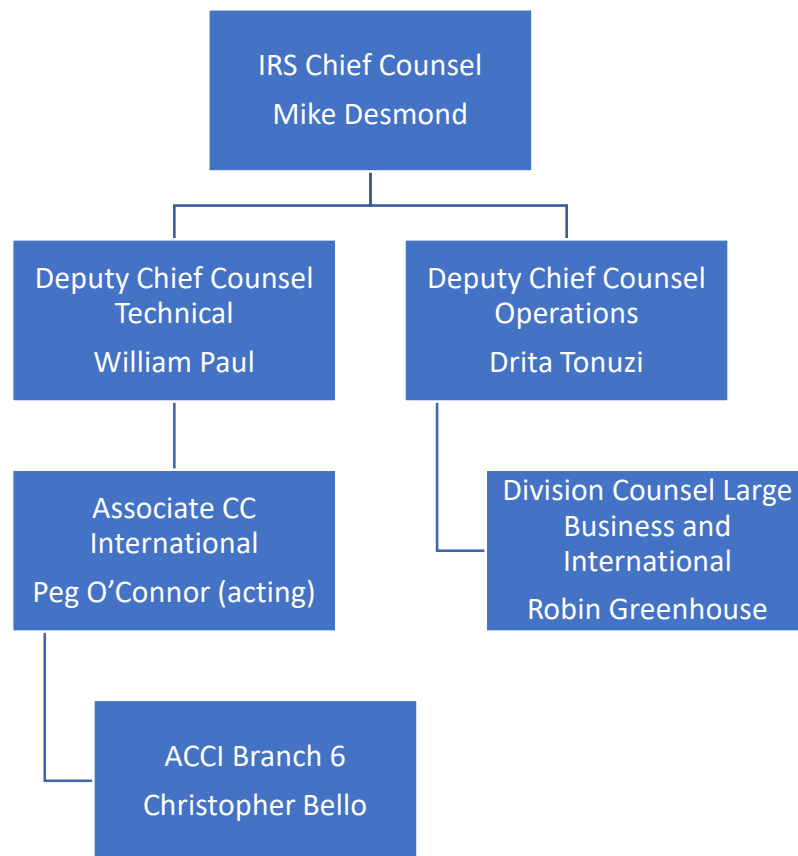 IRS Chief Counsel
Mike Desmond
Deputy Chief Counsel
Technical
William Paul
Deputy Chief Counsel
Operations
Drita Tonuzi
Associate CC
International
Peg O’Connor (acting)
Division Counsel Large
Business and
International
Robin Greenhouse
ACCI Branch 6
Christopher Bello